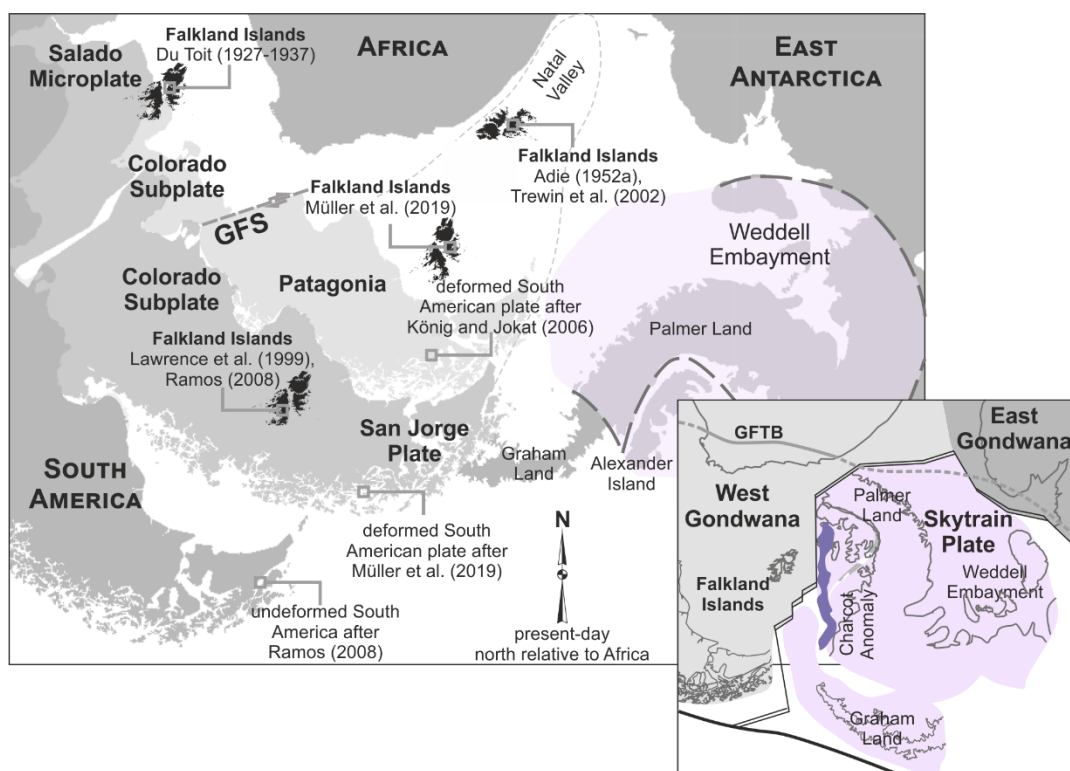 Salado
Microplate
Falkland Islands
Du Toit (1927-1937)
AFRICA
EAST
ANTARCTICA
Natal
Valley
Colorado
Subplate
GFS
Falkland Islands
Müller et al. (2019)
Falkland Islands
Adie (1952a),
Trewin et al.
(2002)
Weddell
Embayment
Colorado
Subplate
Patagonia
deformed South
American plate after
König and Jokat (2006)
Palmer Land
Falkland Islands
Lawrence et al. (1999),
Ramos (2008)
San Jorge
Plate
Graham
Land
Alexander
Island
SOUTH
AMERICA
deformed South
American plate after
Müller et al. (2019)
undeformed South
America after
Ramos (2008)
N
present-day
north relative to Africa
GFTB
East
Gondwana
West
Gondwana
Palmer
Land
Skytrain
Plate
Weddell
Embayment
Falkland
Islands
Charcot
Anomaly
Graham
Land